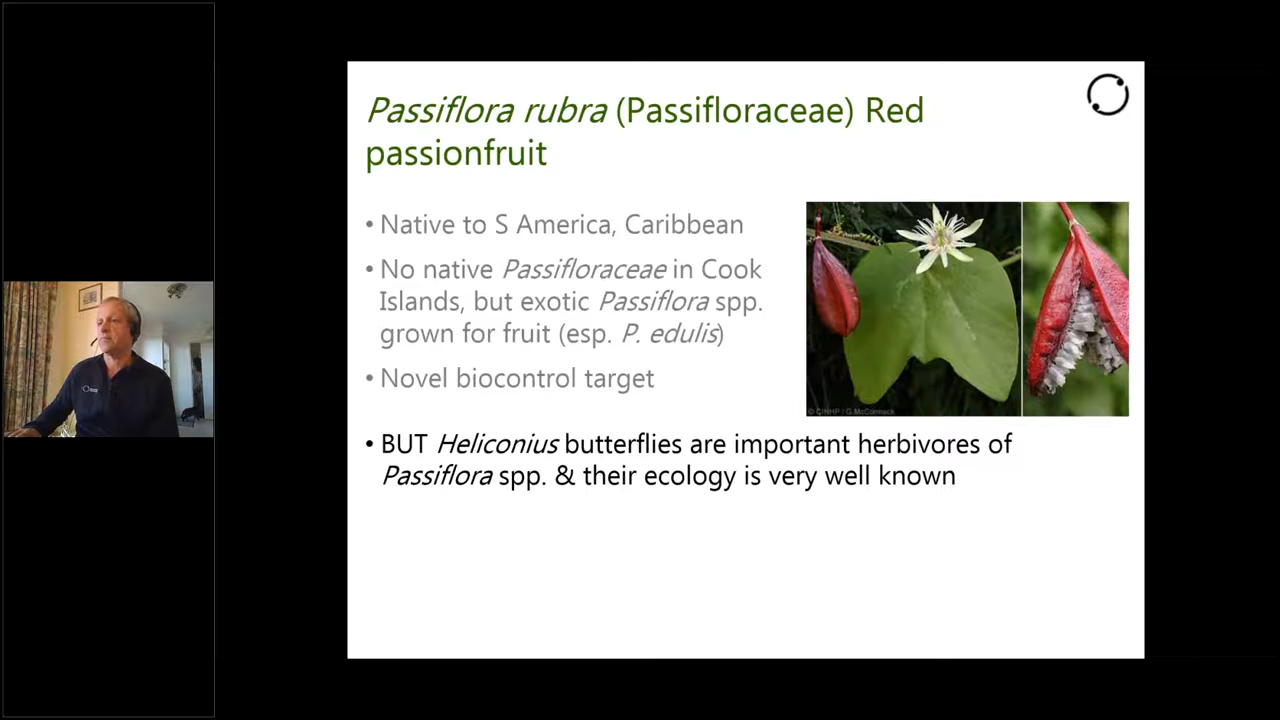 Passiflora rubra (Passifloraceae) Red
passionfruit
• Native to S America, Caribbean
• No native Passifloraceae in Cook
Islands, but exotic Passiflora spp.
grown for fruit (esp. P. edulis)
• Novel biocontrol target
© CINHP / G.McCormack
• BUT Heliconius butterflies are important herbivores of
Passiflora spp. & their ecology is very well known